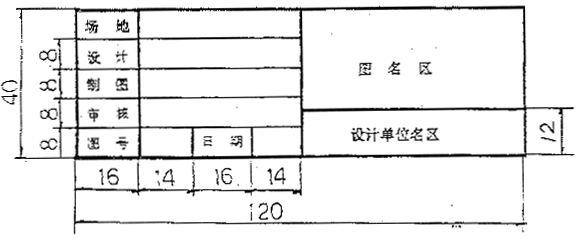 场 地
设 计
制 图
审 核
图 号
日 期
图 名 区
设计单位名区
40
8
8
8
8
12
16
14
16
14
120